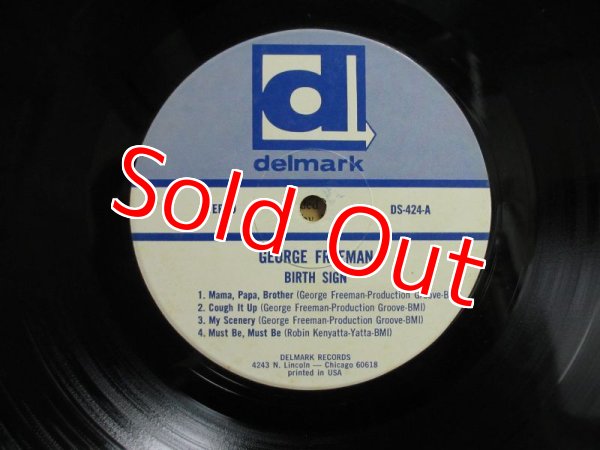 d
delmark
DS-424-A
Sold Out
GEORGE FREEMAN
BIRTH SIGN
1. Mama, Papa, Brother (George Freeman-Production Groove-B
2. Cough It Up (George Freeman-Production Groove-BMI)
3. My Scenery (George Freeman-Production Groove-BMI)
4. Must Be, Must Be (Robin Kenyatta-Yatta-BMI)
DELMARK RECORDS
4243 N. Lincoln — Chicago 60618
printed in USA